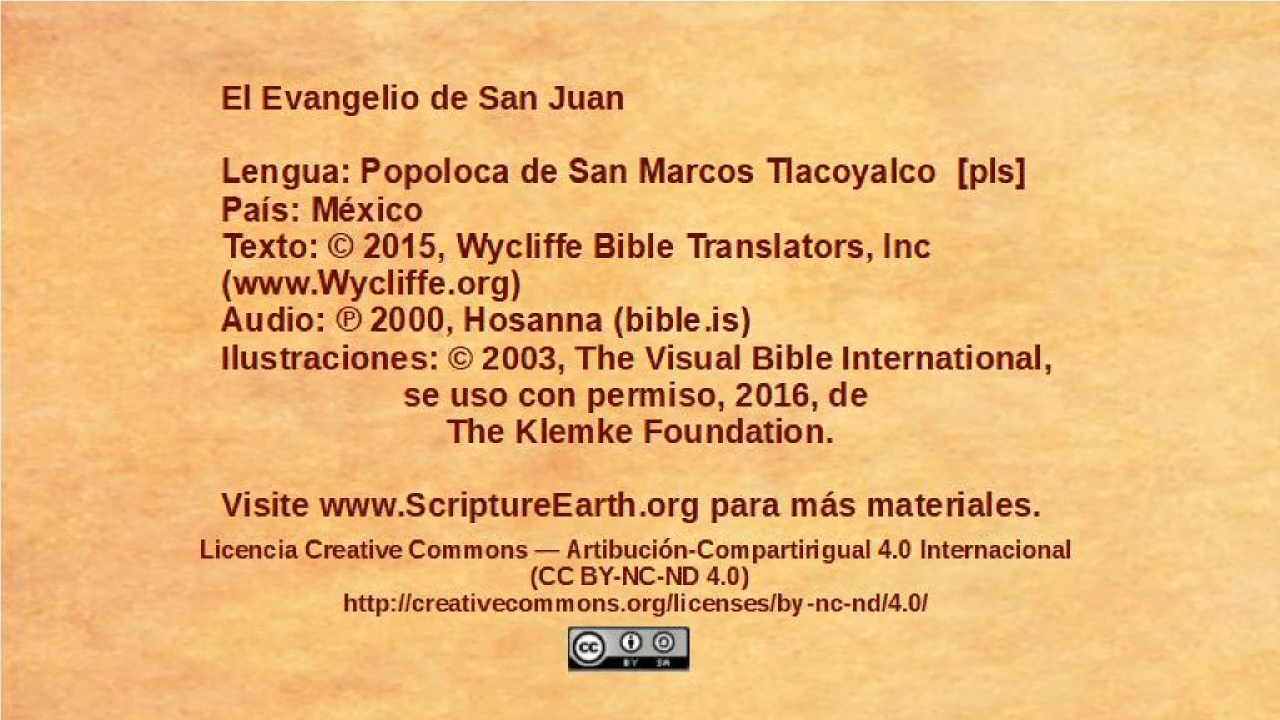 El Evangelio de San Juan
Lengua: Popoloca de San Marcos Tlacoyalco [pls]
País: México
Texto: © 2015, Wycliffe Bible Translators, Inc
(www.Wycliffe.org)
Audio: ℗ 2000, Hosanna (bible.is)
Ilustraciones: © 2003, The Visual Bible International,
se uso con permiso, 2016, de
The Klemke Foundation.
Visite www.ScriptureEarth.org para más materiales.
Licencia Creative Commons — Artibución-Compartirigual 4.0 Internacional
(CC BY-NC-ND 4.0)
http://creativecommons.org/licenses/by-nc-nd/4.0/
cc BY SA